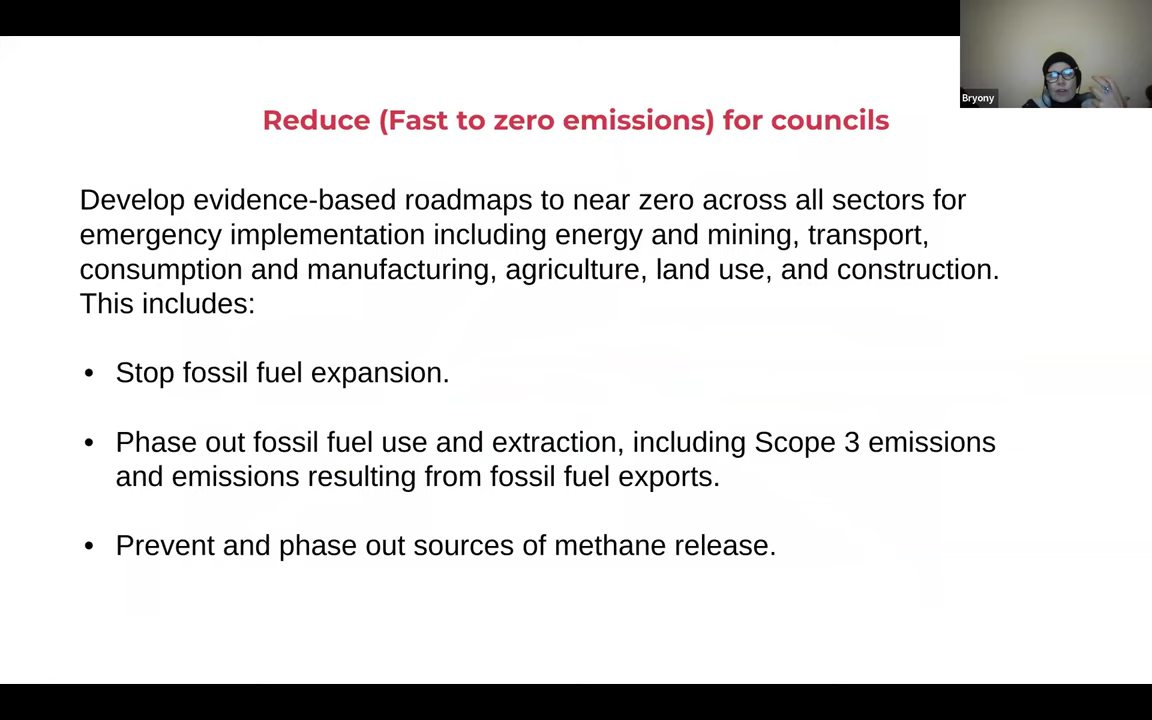 Reduce (Fast to zero emissions) for councils
Bryony
Develop evidence-based roadmaps to near zero across all sectors for
emergency implementation including energy and mining, transport,
consumption and manufacturing, agriculture, land use, and construction.
This includes:
• Stop fossil fuel expansion.
• Phase out fossil fuel use and extraction, including Scope 3 emissions
and emissions resulting from fossil fuel exports.
• Prevent and phase out sources of methane release.